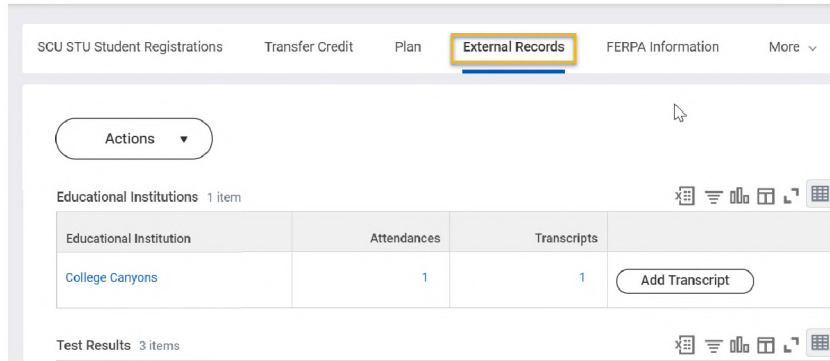 SCU STU Student Registrations Transfer Credit Plan External Records FERPA Information More
Actions
Educational Institutions 1 item
Educational Institution Attendances Transcripts
College Canyons 1 1 Add Transcript
Test Results 3 items